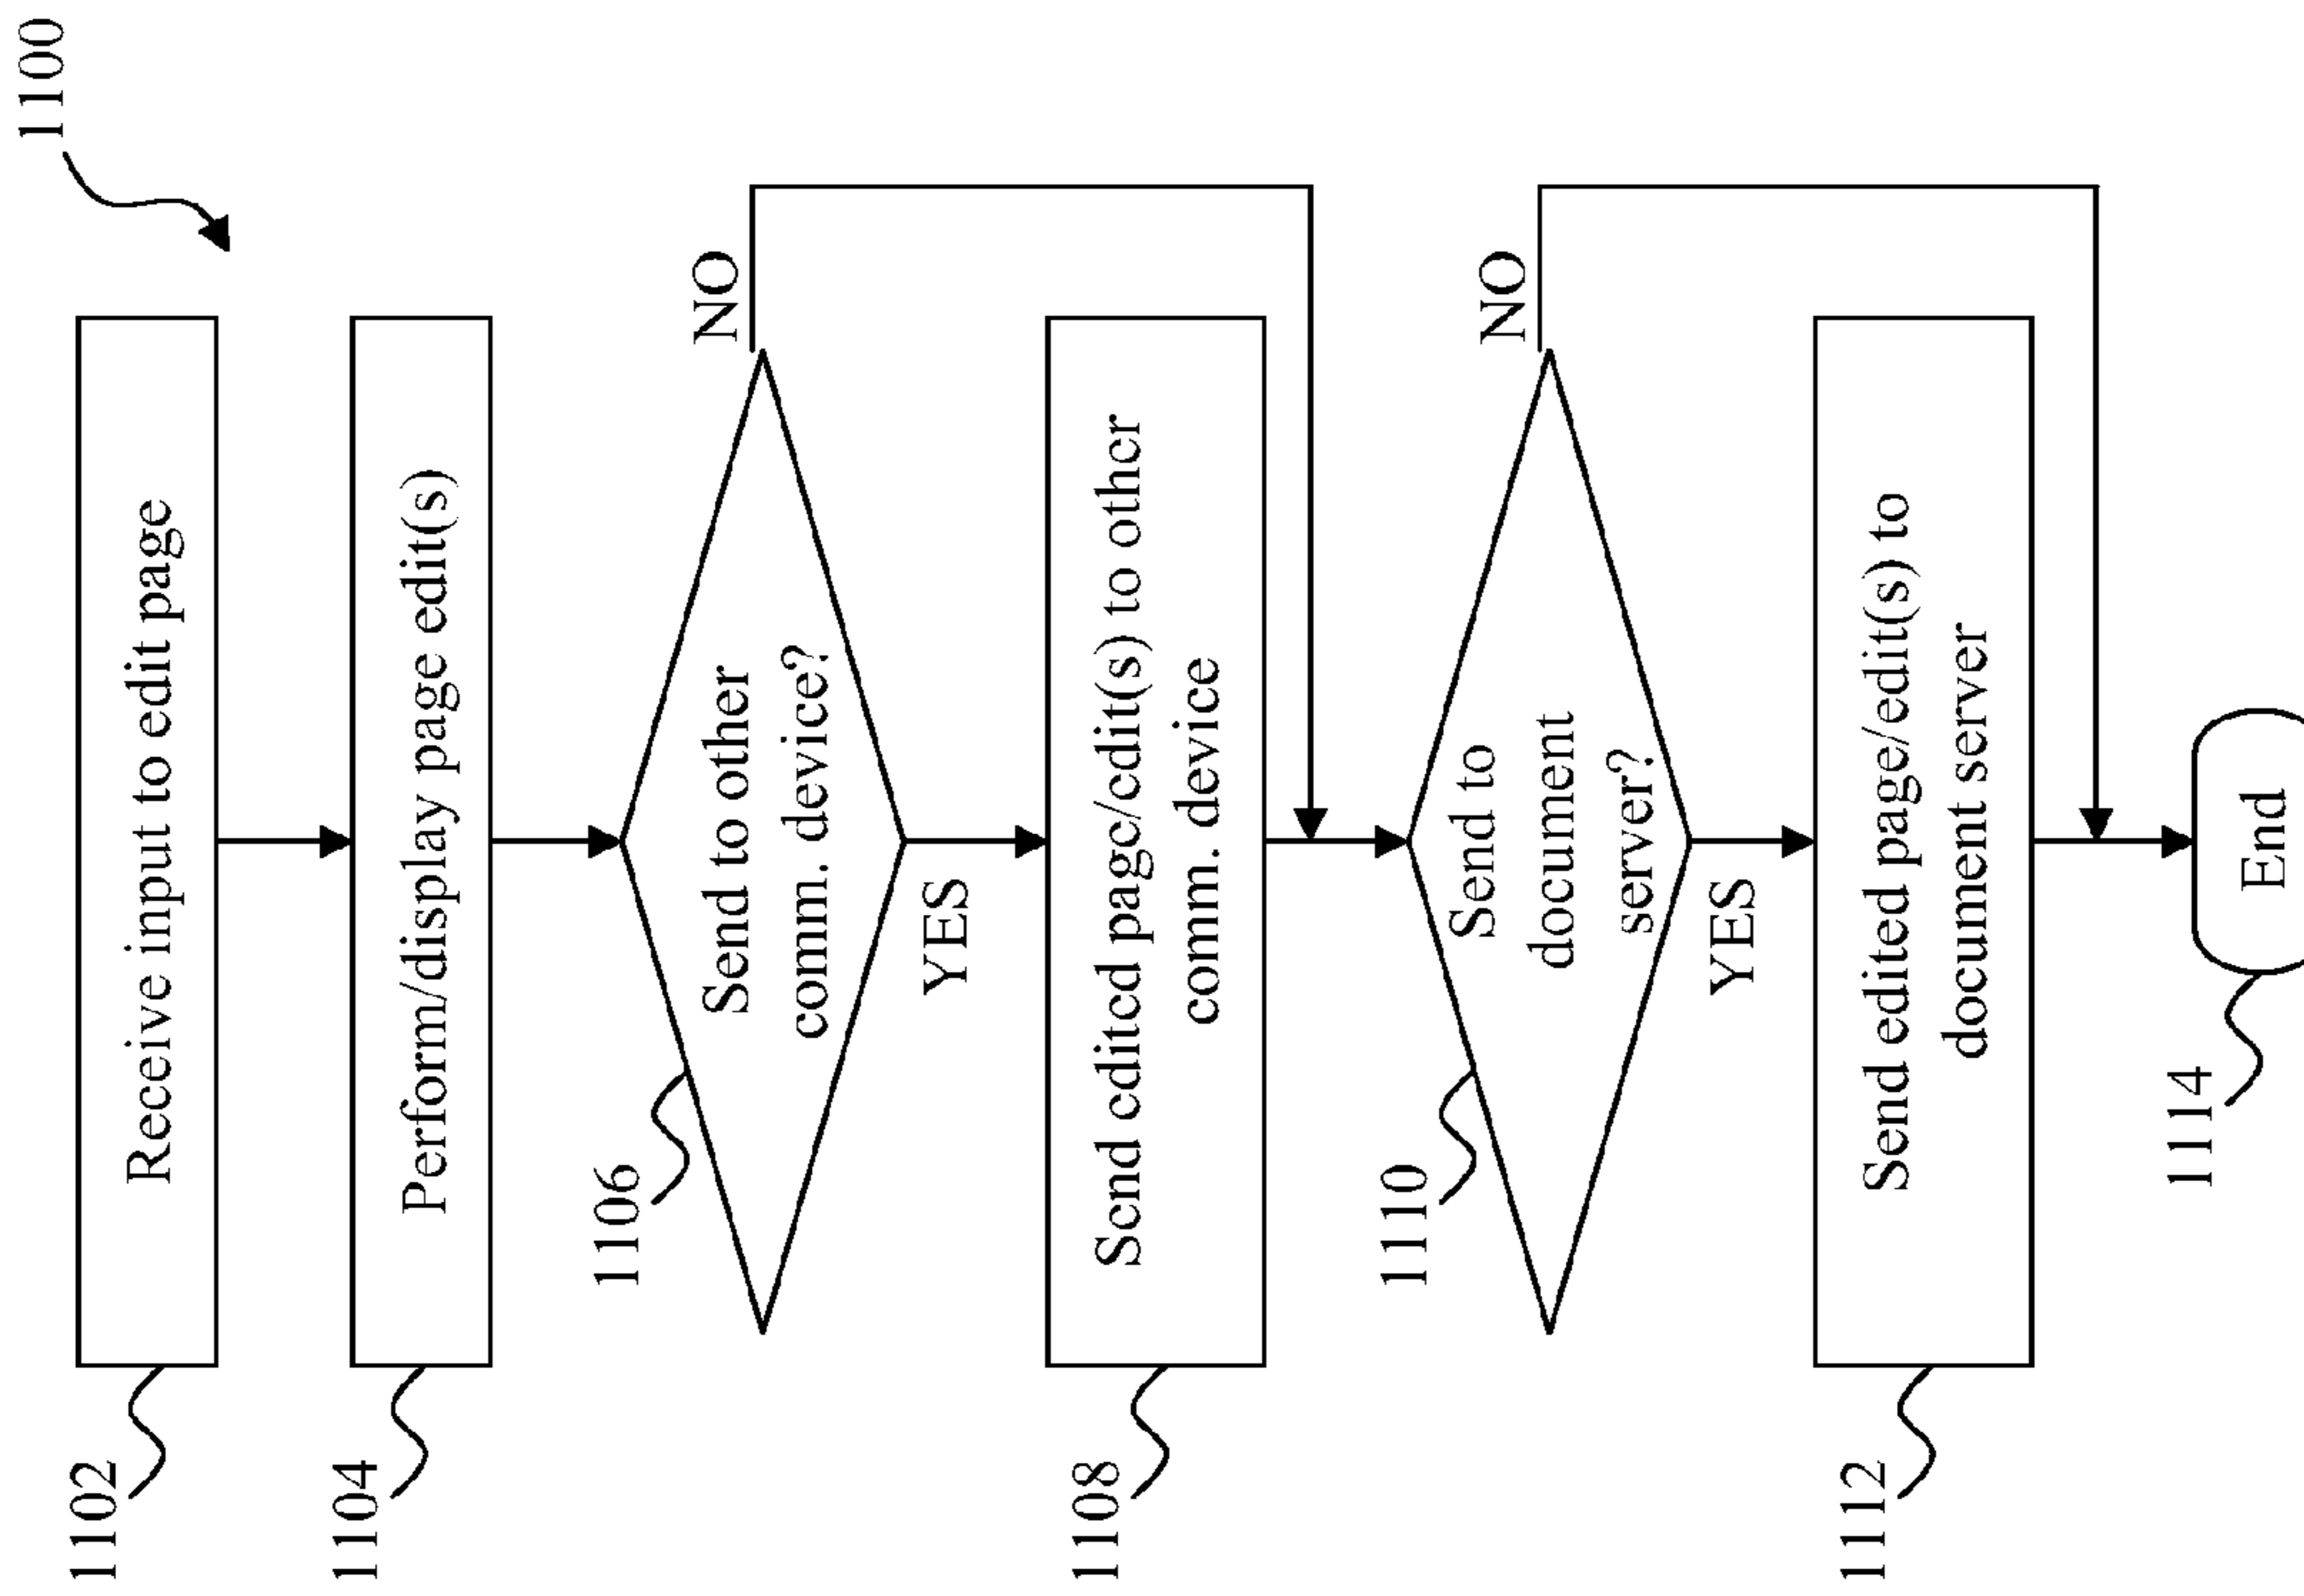 1100
1102
Receive input to edit page
1104
Perform/display page edit(s)
1106
Send to other
comm. device?
NO
YES
1108
Send edited page/edit(s) to other
comm. device
1110
Send to
document
server?
NO
YES
1112
Send edited page/edit(s) to
document server
1114
End